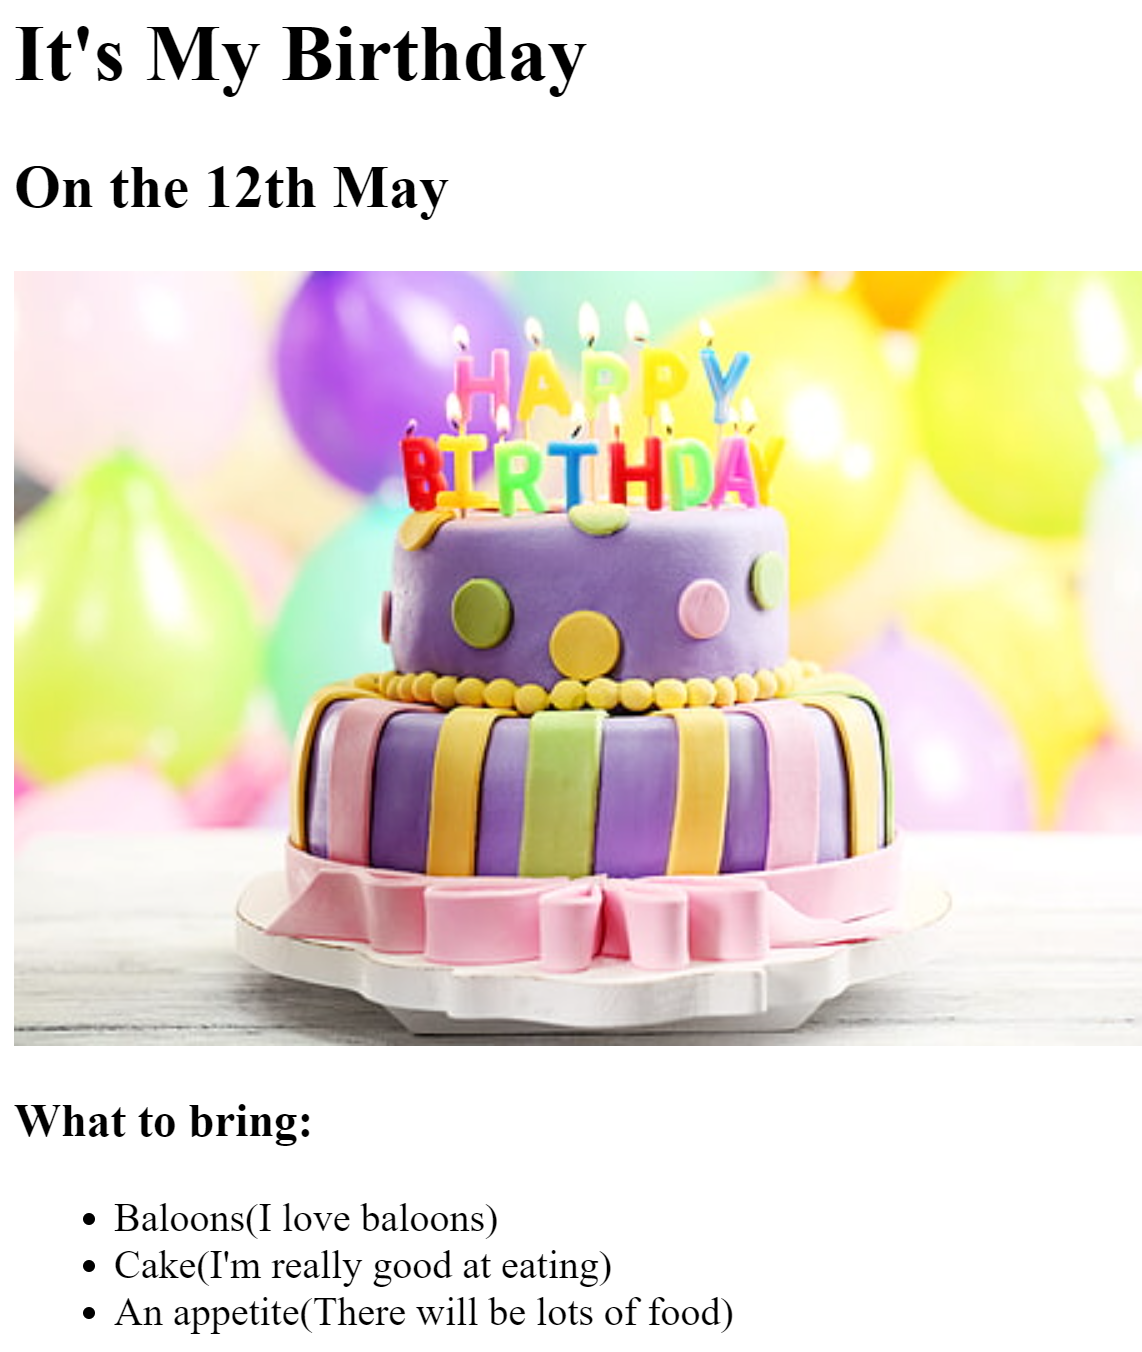 It's My Birthday
On the 12th May
HAPPY
BIRTHDAY
What to bring:
Baloons(I love baloons)
Cake(I'm really good at eating)
An appetite(There will be lots of food)